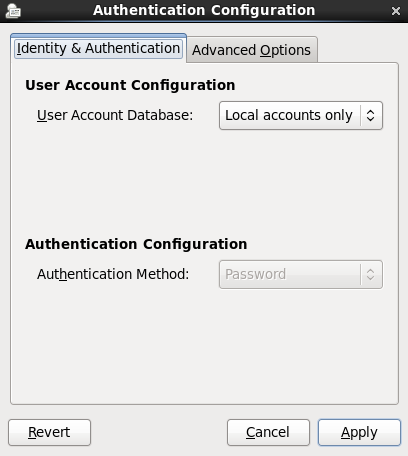 Authentication Configuration
Identity & Authentication
Advanced Options
User Account Configuration
User Account Database: Local accounts only
Authentication Configuration
Authentication Method: Password
Revert Cancel Apply